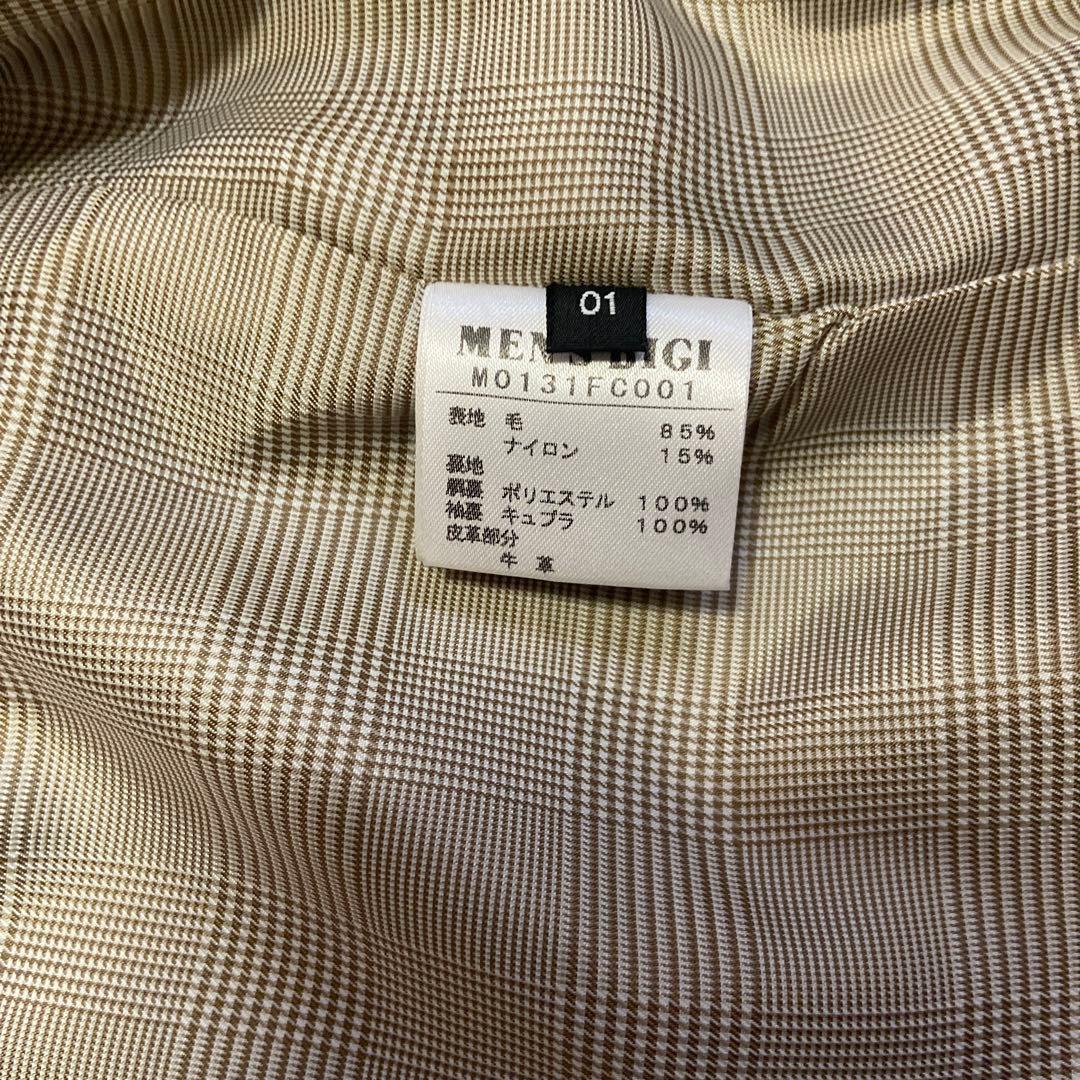 01
MEN'S BIGI
M0131FC001
表地 毛 85%
ナイロン 15%
裏地
胴裏 ポリエステル 100%
袖裏 キュプラ 100%
皮革部分
牛革